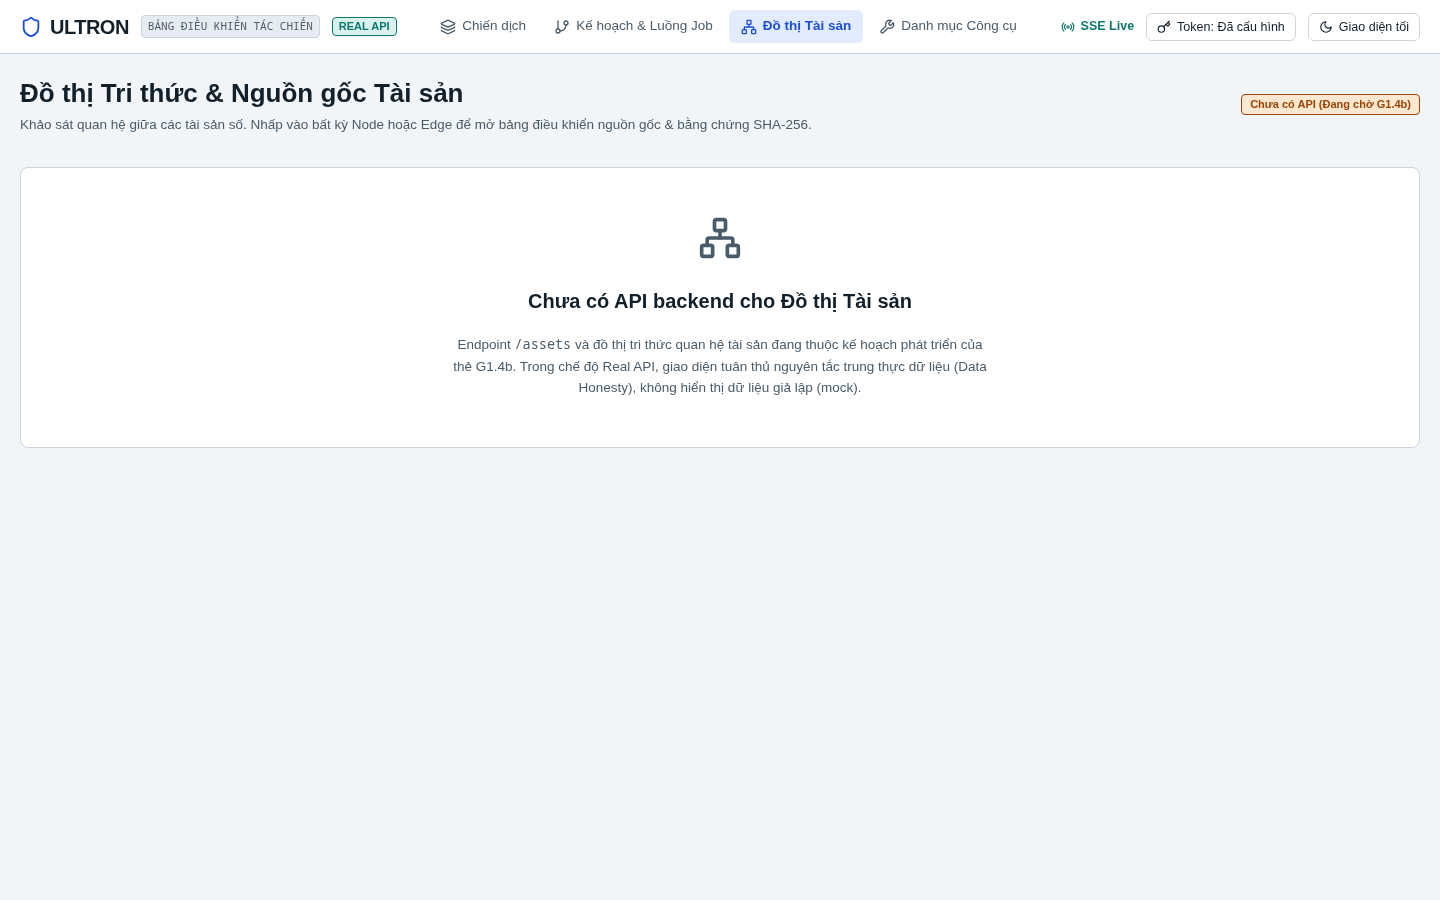 ULTRON
BẢNG ĐIỀU KHIỂN TÁC CHIẾN
REAL API
Chiến dịch
Kế hoạch & Luồng Job
Đồ thị Tài sản
Danh mục Công cụ
SSE Live
Token: Đã cấu hình
Giao diện tối
Đồ thị Tri thức & Nguồn gốc Tài sản
Khảo sát quan hệ giữa các tài sản số. Nhấp vào bất kỳ Node hoặc Edge để mở bảng điều khiển nguồn gốc & bằng chứng SHA-256.
Chưa có API (Đang chờ G1.4b)
Chưa có API backend cho Đồ thị Tài sản
Endpoint /assets và đồ thị tri thức quan hệ tài sản đang thuộc kế hoạch phát triển của
thẻ G1.4b. Trong chế độ Real API, giao diện tuân thủ nguyên tắc trung thực dữ liệu (Data
Honesty), không hiển thị dữ liệu giả lập (mock).